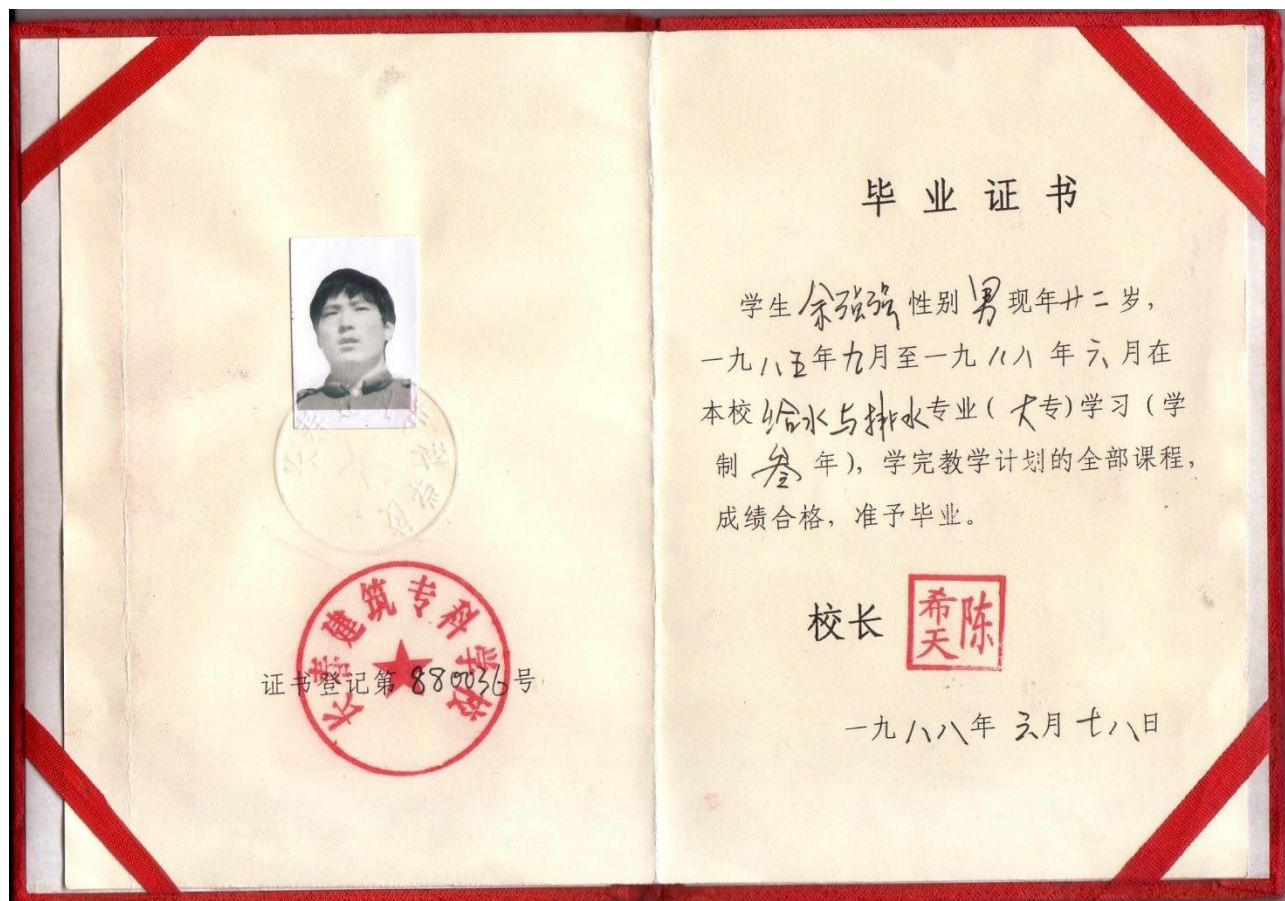 长春建筑专科学校
证书登记第880036号
毕业证书
学生余强强性别男现年廿二岁，
一九八五年九月至一九八八年六月在
本校给水与排水专业（大专）学习（学
制叁年），学完教学计划的全部课程，
成绩合格，准予毕业。
校长 陈希天
一九八八年六月十八日